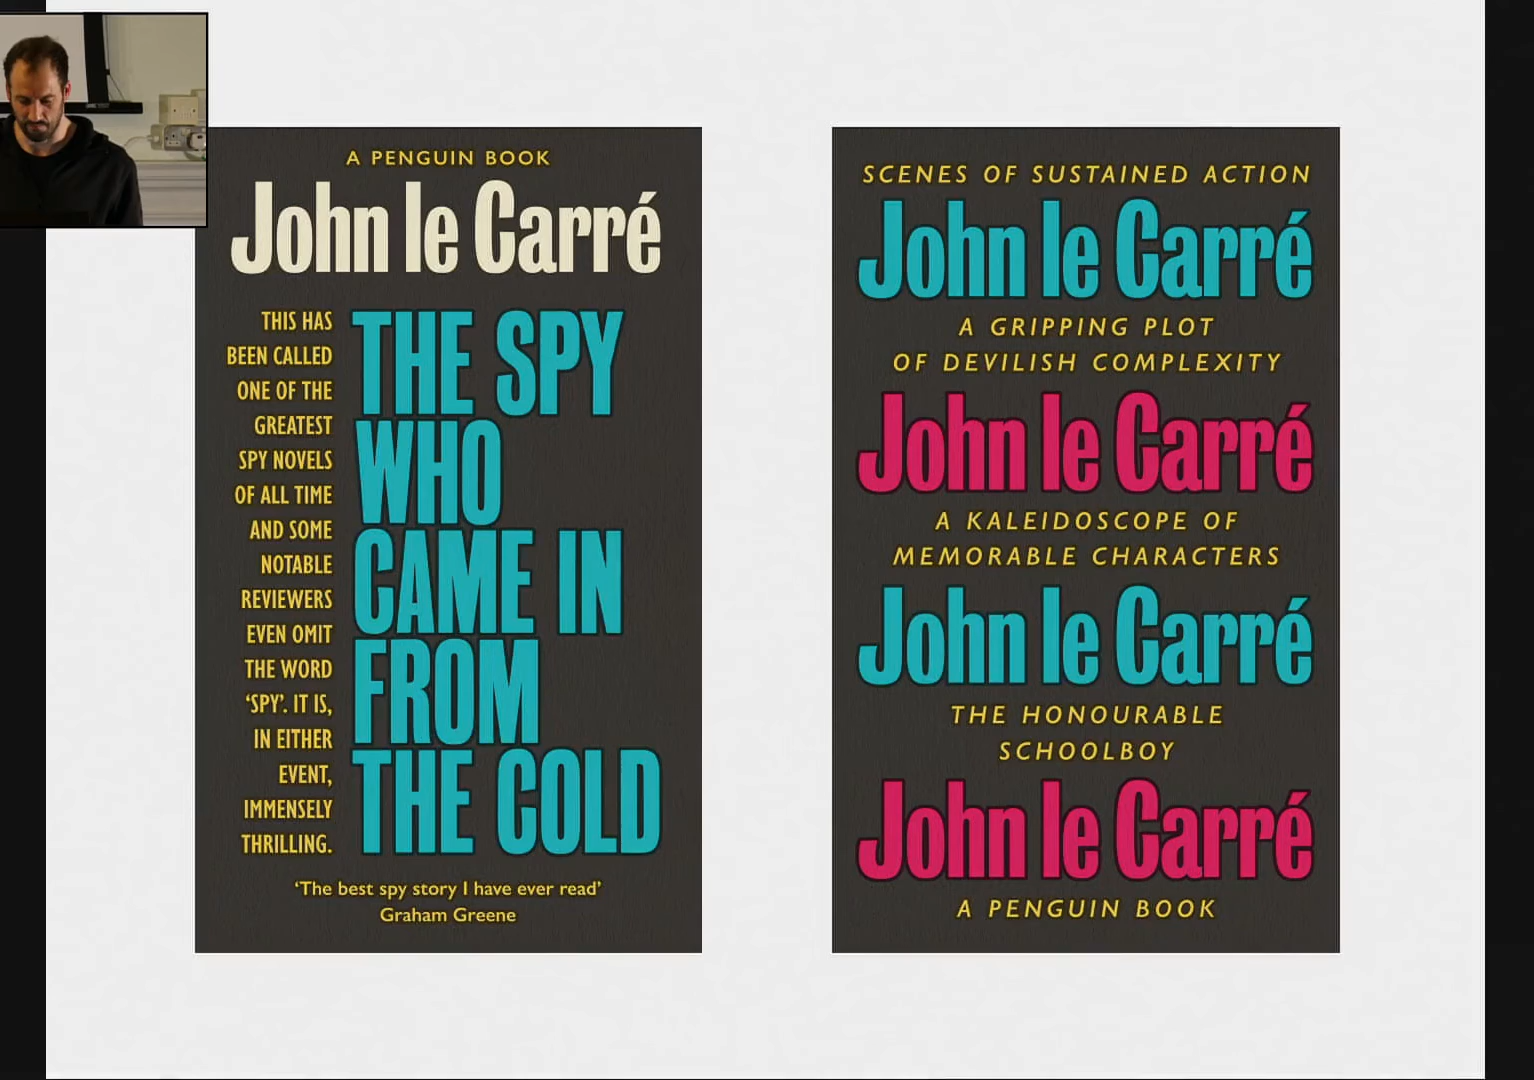 A PENGUIN BOOK
John le Carré
THIS HAS
BEEN CALLED
ONE OF THE
GREATEST
SPY NOVELS
OF ALL TIME
AND SOME
NOTABLE
REVIEWERS
EVEN OMIT
THE WORD
‘SPY’. IT IS,
IN EITHER
EVENT,
IMMENSELY
THRILLING.
THE SPY
WHO
CAME IN
FROM
THE COLD
‘The best spy story I have ever read’
Graham Greene
SCENES OF SUSTAINED ACTION
John le Carré
A GRIPPING PLOT
OF DEVILISH COMPLEXITY
John le Carré
A KALEIDOSCOPE OF
MEMORABLE CHARACTERS
John le Carré
THE HONOURABLE
SCHOOLBOY
John le Carré
A PENGUIN BOOK